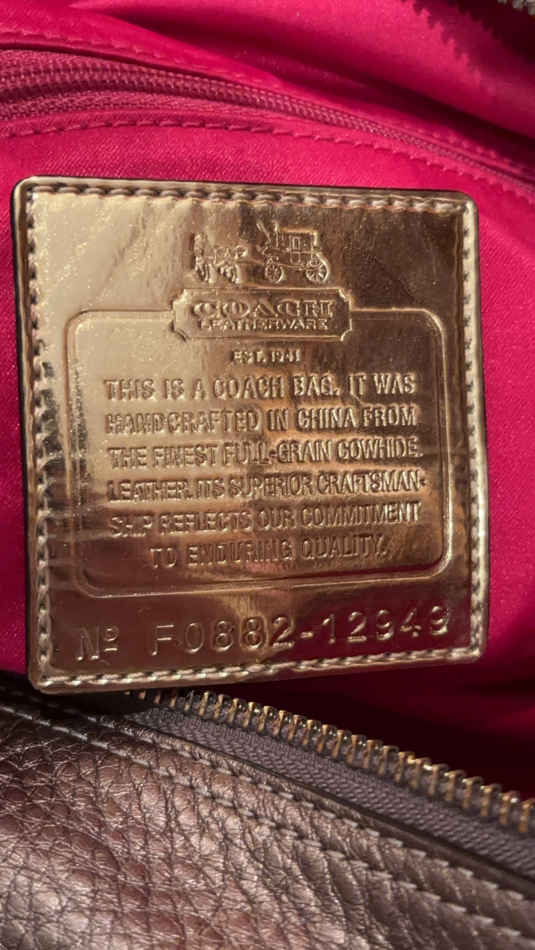 COACH
LEATHERWARE
EST. 1941
THIS IS A COACH BAG. IT WAS
HANDCRAFTED IN CHINA FROM
THE FINEST FULL-GRAIN COWHIDE.
LEATHER. ITS SUPERIOR CRAFTSMAN-
SHIP REFLECTS OUR COMMITMENT
TO ENDURING QUALITY.
Nº F0882-12949